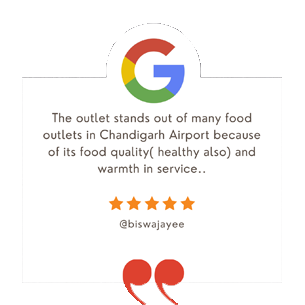 The outlet stands out of many food
outlets in Chandigarh Airport because
of its food quality( healthy also) and
warmth in service..
@biswajayee